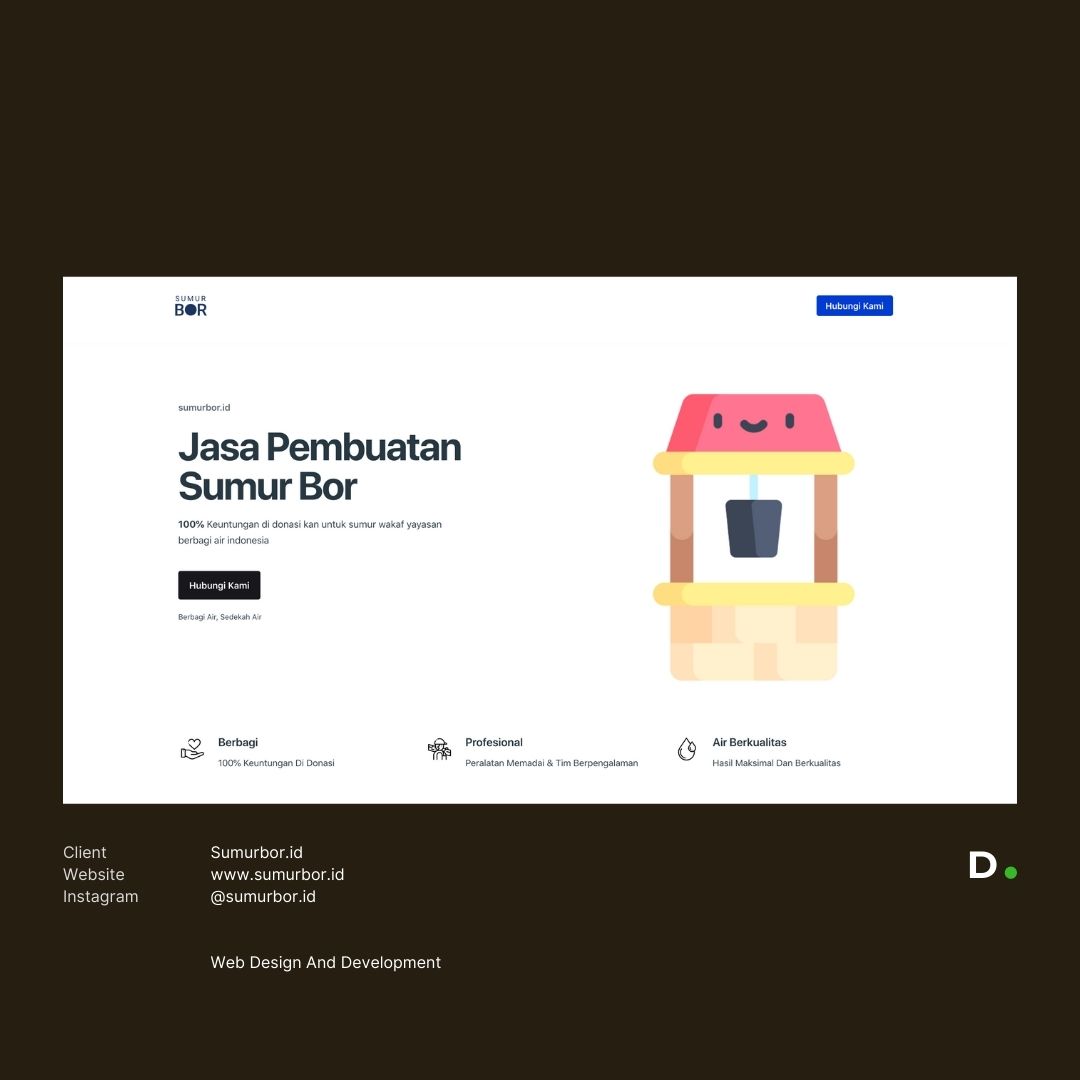 SUMUR
BOR
Hubungi Kami
sumurbor.id
Jasa Pembuatan
Sumur Bor
100% Keuntungan di donasi kan untuk sumur wakaf yayasan
berbagi air indonesia
Hubungi Kami
Berbagi Air, Sedekah Air
Berbagi
100% Keuntungan Di Donasi
Profesional
Peralatan Memadai & Tim Berpengalaman
Air Berkualitas
Hasil Maksimal Dan Berkualitas
Client Sumurbor.id
Website www.sumurbor.id
Instagram @sumurbor.id
D.
Web Design And Development